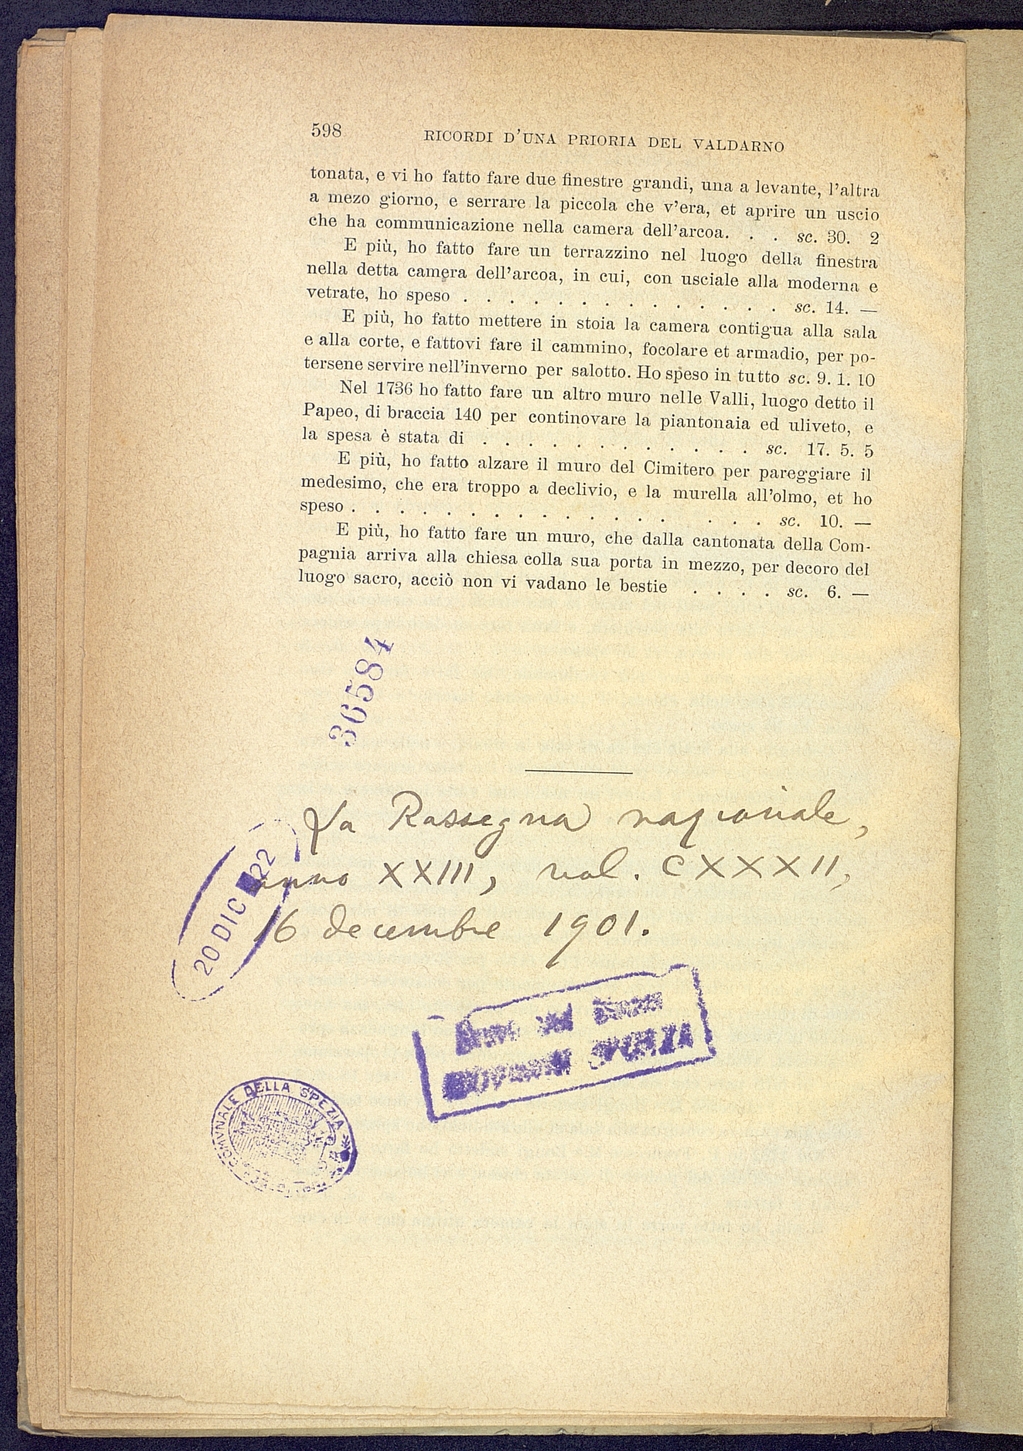 598 RICORDI D'UNA PRIORIA DEL VALDARNO
tonata, e vi ho fatto fare due finestre grandi, una a levante, l'altra
a mezo giorno, e serrare la piccola che v'era, et aprire un uscio
che ha communicazione nella camera dell'arcoa. . . sc. 30. 2
E più, ho fatto fare un terrazzino nel luogo della finestra
nella detta camera dell'arcoa, in cui, con usciale alla moderna e
vetrate, ho speso . . . . . . . . . . . . . . sc. 14. —
E più, ho fatto mettere in stoia la camera contigua alla sala
e alla corte, e fattovi fare il cammino, focolare et armadio, per po-
tersene servire nell'inverno per salotto. Ho speso in tutto sc. 9. 1. 10
Nel 1736 ho fatto fare un altro muro nelle Valli, luogo detto il
Papeo, di braccia 140 per continovare la piantonaia ed uliveto, e
la spesa è stata di . . . . . . . . . . . . sc. 17. 5. 5
E più, ho fatto alzare il muro del Cimitero per pareggiare il
medesimo, che era troppo a declivio, e la murella all'olmo, et ho
speso . . . . . . . . . . . . . . . . . . sc. 10. —
E più, ho fatto fare un muro, che dalla cantonata della Com-
pagnia arriva alla chiesa colla sua porta in mezzo, per decoro del
luogo sacro, acciò non vi vadano le bestie . . . . sc. 6. —
36584
La Rassegna nazionale,
anno XXIII, vol. CXXXII,
16 decembre 1901.
20 DIC 22
SPORZA
COMVNALE DELLA SPEZIA